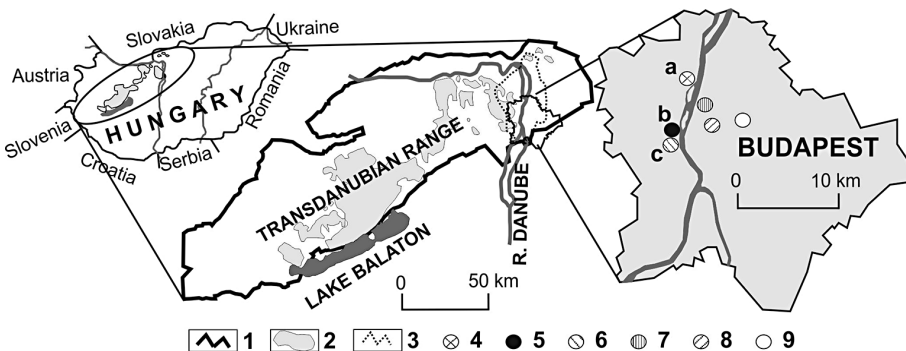 Slovakia
Ukraine
Austria
HUNGARY
Romania
Slovenia
Croatia
Serbia
TRANSDANUBIAN RANGE
LAKE BALATON
R. DANUBE
0 50 km
a
b
c
BUDAPEST
0 10 km
1 2 3 4 5 6 7 8 9